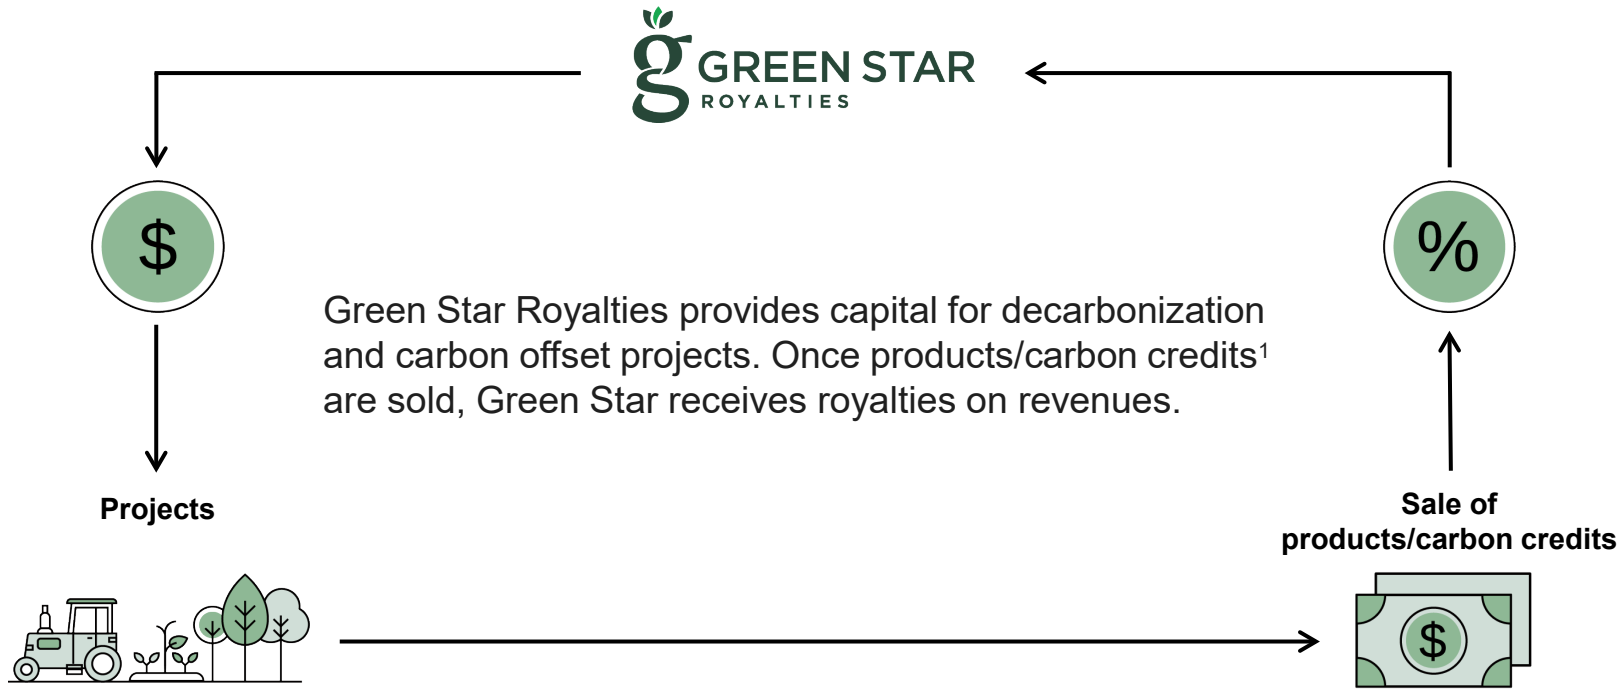 g GREEN STAR
ROYALTIES
$
%
Green Star Royalties provides capital for decarbonization
and carbon offset projects. Once products/carbon credits¹
are sold, Green Star receives royalties on revenues.
Projects
Sale of
products/carbon credits
$